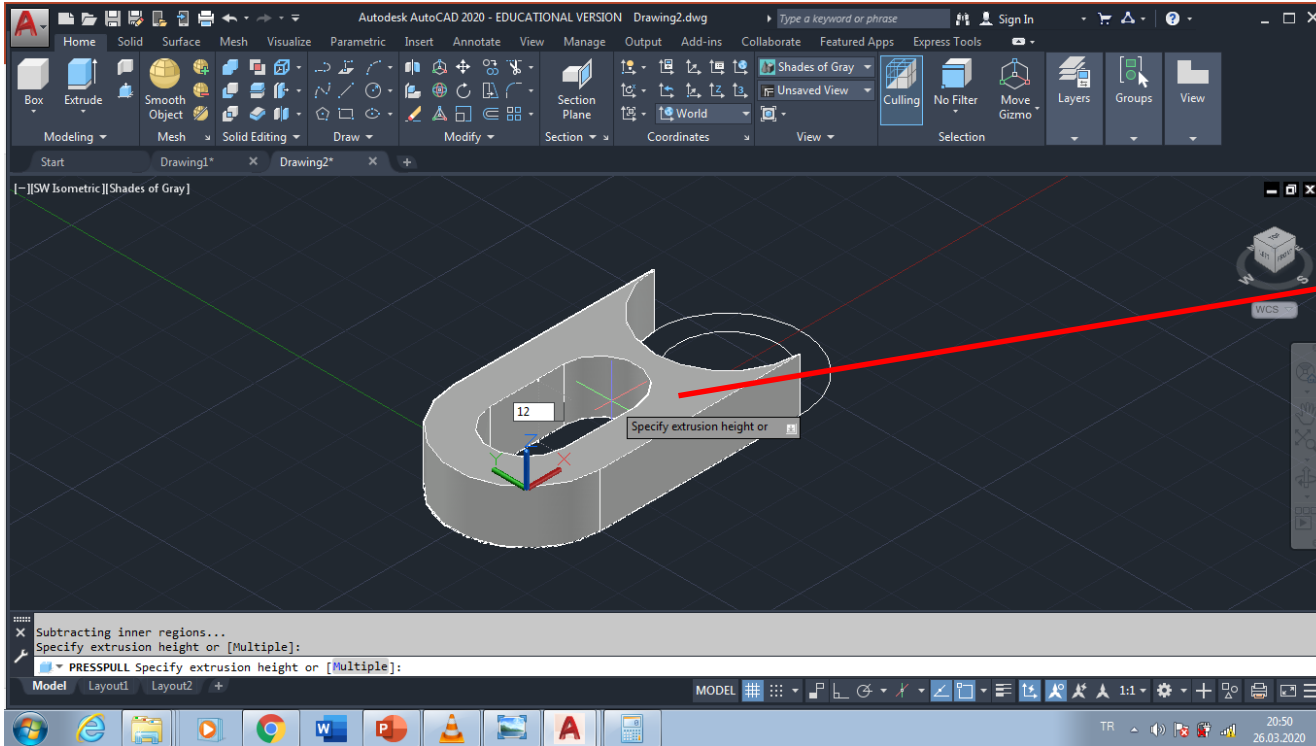 Autodesk AutoCAD 2020 - EDUCATIONAL VERSION Drawing2.dwg Type a keyword or phrase Sign In
Home Solid Surface Mesh Visualize Parametric Insert Annotate View Manage Output Add-ins Collaborate Featured Apps Express Tools
Shades of Gray
Unsaved View
World
Box Extrude Smooth Object Section Plane Culling No Filter Move Gizmo Layers Groups View
Modeling Mesh Solid Editing Draw Modify Section Coordinates View Selection
Start Drawing1* Drawing2*
[−][SW Isometric][Shades of Gray]
W S
WCS
12
Specify extrusion height or
Z
Y X
Subtracting inner regions...
Specify extrusion height or [Multiple]:
PRESSPULL Specify extrusion height or [Multiple]:
Model Layout1 Layout2 + MODEL 1:1
TR 20:50
26.03.2020